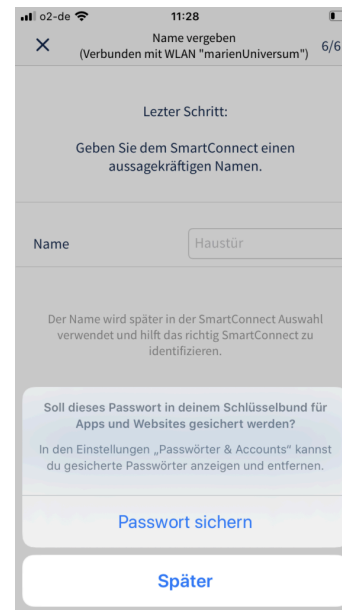 o2-de 11:28
Name vergeben
(Verbunden mit WLAN "marienUniversum") 6/6
Lezter Schritt:
Geben Sie dem SmartConnect einen
aussagekräftigen Namen.
Name Haustür
Der Name wird später in der SmartConnect Auswahl
verwendet und hilft das richtig SmartConnect zu
identifizieren.
Soll dieses Passwort in deinem Schlüsselbund für
Apps und Websites gesichert werden?
In den Einstellungen „Passwörter & Accounts“ kannst
du gesicherte Passwörter anzeigen und entfernen.
Passwort sichern
Später